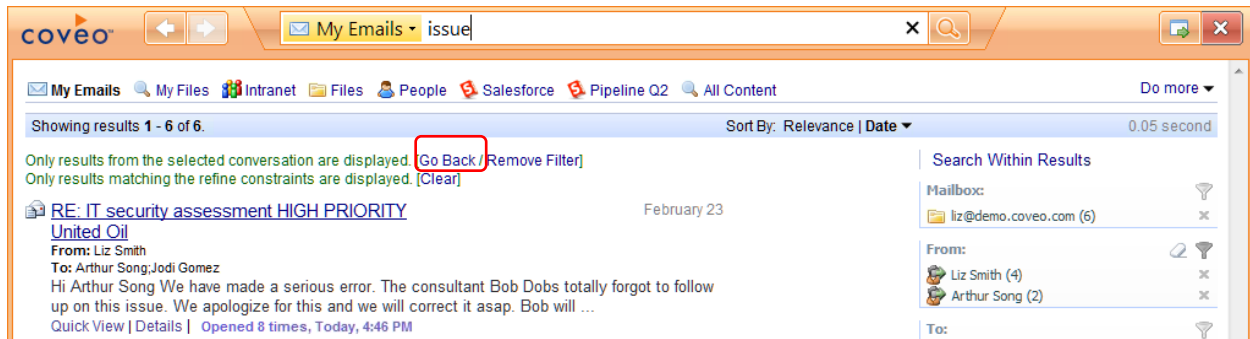 coveo™
My Emails issue
My Emails My Files Intranet Files People Salesforce Pipeline Q2 All Content Do more
Showing results 1 - 6 of 6. Sort By: Relevance | Date 0.05 second
Only results from the selected conversation are displayed. [Go Back / Remove Filter]
Only results matching the refine constraints are displayed. [Clear]
RE: IT security assessment HIGH PRIORITY February 23
United Oil
From: Liz Smith
To: Arthur Song;Jodi Gomez
Hi Arthur Song We have made a serious error. The consultant Bob Dobs totally forgot to follow
up on this issue. We apologize for this and we will correct it asap. Bob will ...
Quick View | Details | Opened 8 times, Today, 4:46 PM
Search Within Results
Mailbox:
liz@demo.coveo.com (6)
From:
Liz Smith (4)
Arthur Song (2)
To: